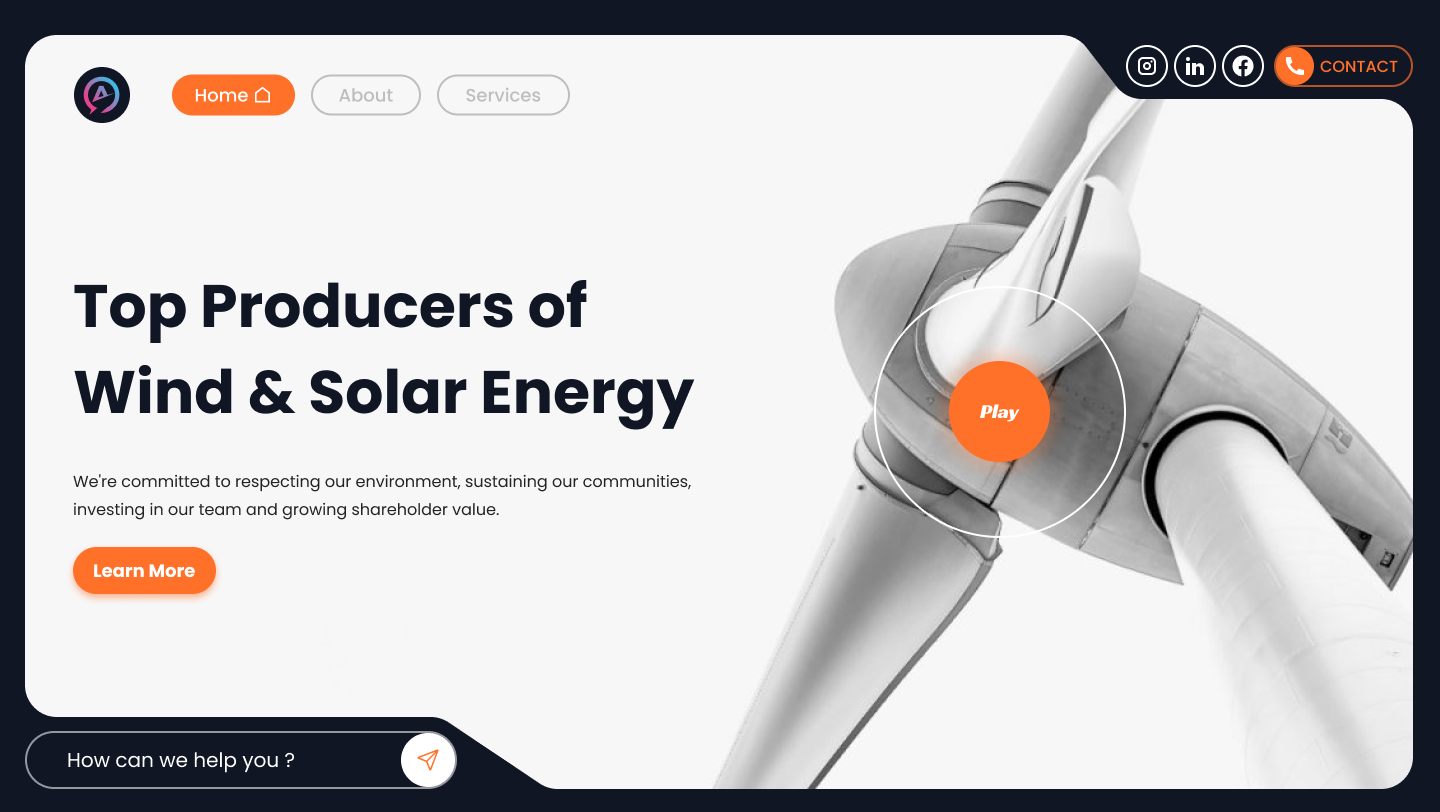 Home
About
Services
CONTACT
Top Producers of
Wind & Solar Energy
We're committed to respecting our environment, sustaining our communities,
investing in our team and growing shareholder value.
Learn More
Play
How can we help you ?